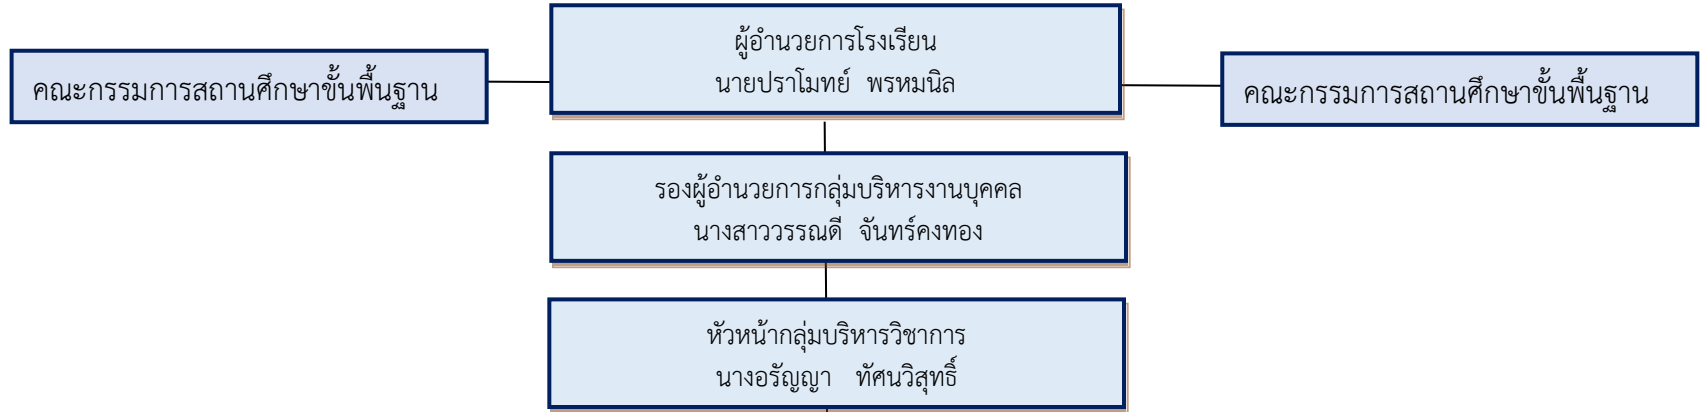 ผู้อำนวยการโรงเรียน
นายปราโมทย์ พรหมนิล
คณะกรรมการสถานศึกษาขั้นพื้นฐาน
คณะกรรมการสถานศึกษาขั้นพื้นฐาน
รองผู้อำนวยการกลุ่มบริหารงานบุคคล
นางสาววรรณดี จันทร์คงทอง
หัวหน้ากลุ่มบริหารวิชาการ
นางอรัญญา ทัศนวิสุทธิ์